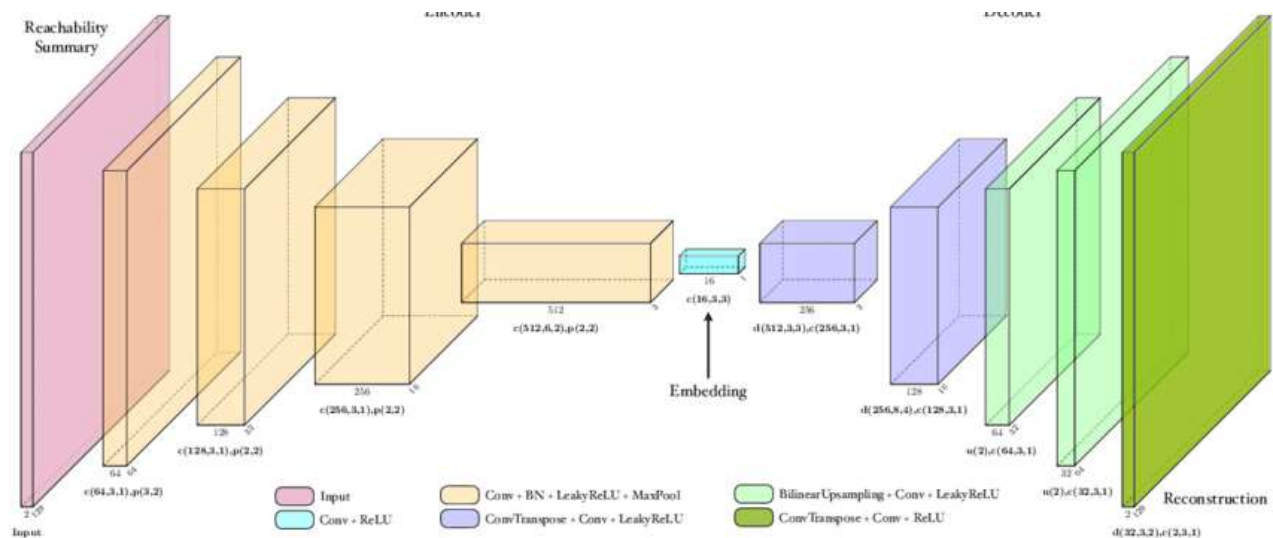 Encoder
Decoder
Reachability
Summary
2
128
Input
64
64
c(64,3,1),p(3,2)
128
32
c(128,3,1),p(2,2)
256
16
c(256,3,1),p(2,2)
512
3
c(512,6,2),p(2,2)
16
1
c(16,3,3)
Embedding
256
3
d(512,3,3),c(256,3,1)
128
16
d(256,8,4),c(128,3,1)
64
32
u(2),c(64,3,1)
32
64
u(2),c(32,3,1)
2
128
d(32,3,2),c(2,3,1)
Reconstruction
Input
Conv + BN + LeakyReLU + MaxPool
BilinearUpsampling + Conv + LeakyReLU
Conv + ReLU
ConvTranspose + Conv + LeakyReLU
ConvTranspose + Conv + ReLU